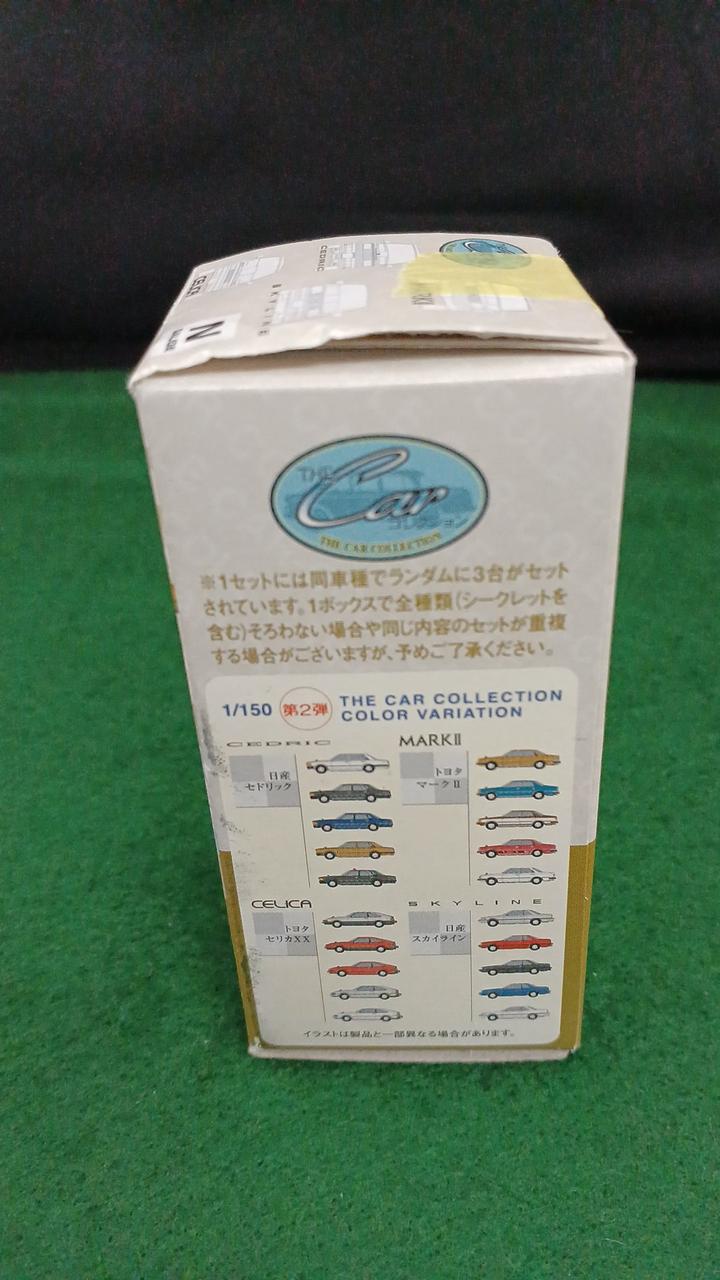 CELICA
CEDRIC
SKYLINE
N
THE
Car
コレクション
THE CAR COLLECTION
※1セットには同車種でランダムに3台がセット
されています。1ボックスで全種類(シークレットを
含む)そろわない場合や同じ内容のセットが重複
する場合がございますが、予めご了承ください。
1/150 第2弾 THE CAR COLLECTION
COLOR VARIATION
CEDRIC
日産
セドリック
MARKII
トヨタ
マークII
CELICA
トヨタ
セリカXX
SKYLINE
日産
スカイライン
イラストは製品と一部異なる場合があります。